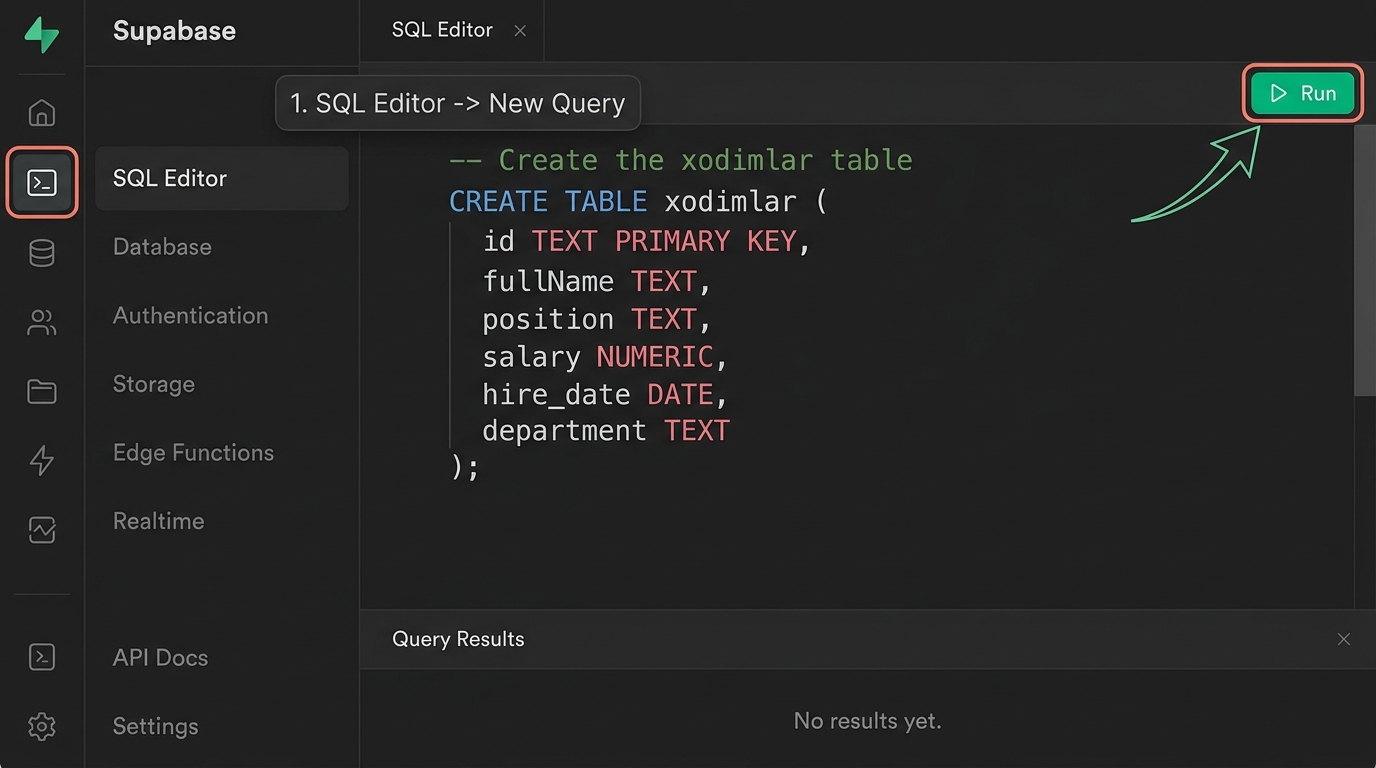 Supabase
SQL Editor
1. SQL Editor -> New Query
Run
SQL Editor
Database
Authentication
Storage
Edge Functions
Realtime
API Docs
Settings
-- Create the xodimlar table
CREATE TABLE xodimlar (
id TEXT PRIMARY KEY,
fullName TEXT,
position TEXT,
salary NUMERIC,
hire_date DATE,
department TEXT
);
Query Results
No results yet.